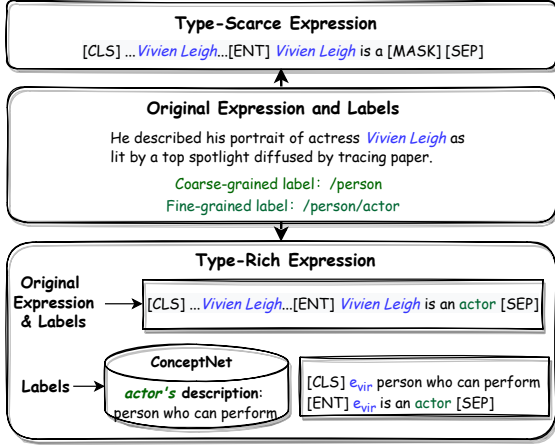 Type-Scarce Expression
[CLS] ...Vivien Leigh...[ENT] Vivien Leigh is a [MASK] [SEP]
Original Expression and Labels
He described his portrait of actress Vivien Leigh as
lit by a top spotlight diffused by tracing paper.
Coarse-grained label: /person
Fine-grained label: /person/actor
Type-Rich Expression
Original
Expression
& Labels
[CLS] ...Vivien Leigh...[ENT] Vivien Leigh is an actor [SEP]
Labels
ConceptNet
actor's description:
person who can perform
[CLS] e_vir person who can perform
[ENT] e_vir is an actor [SEP]